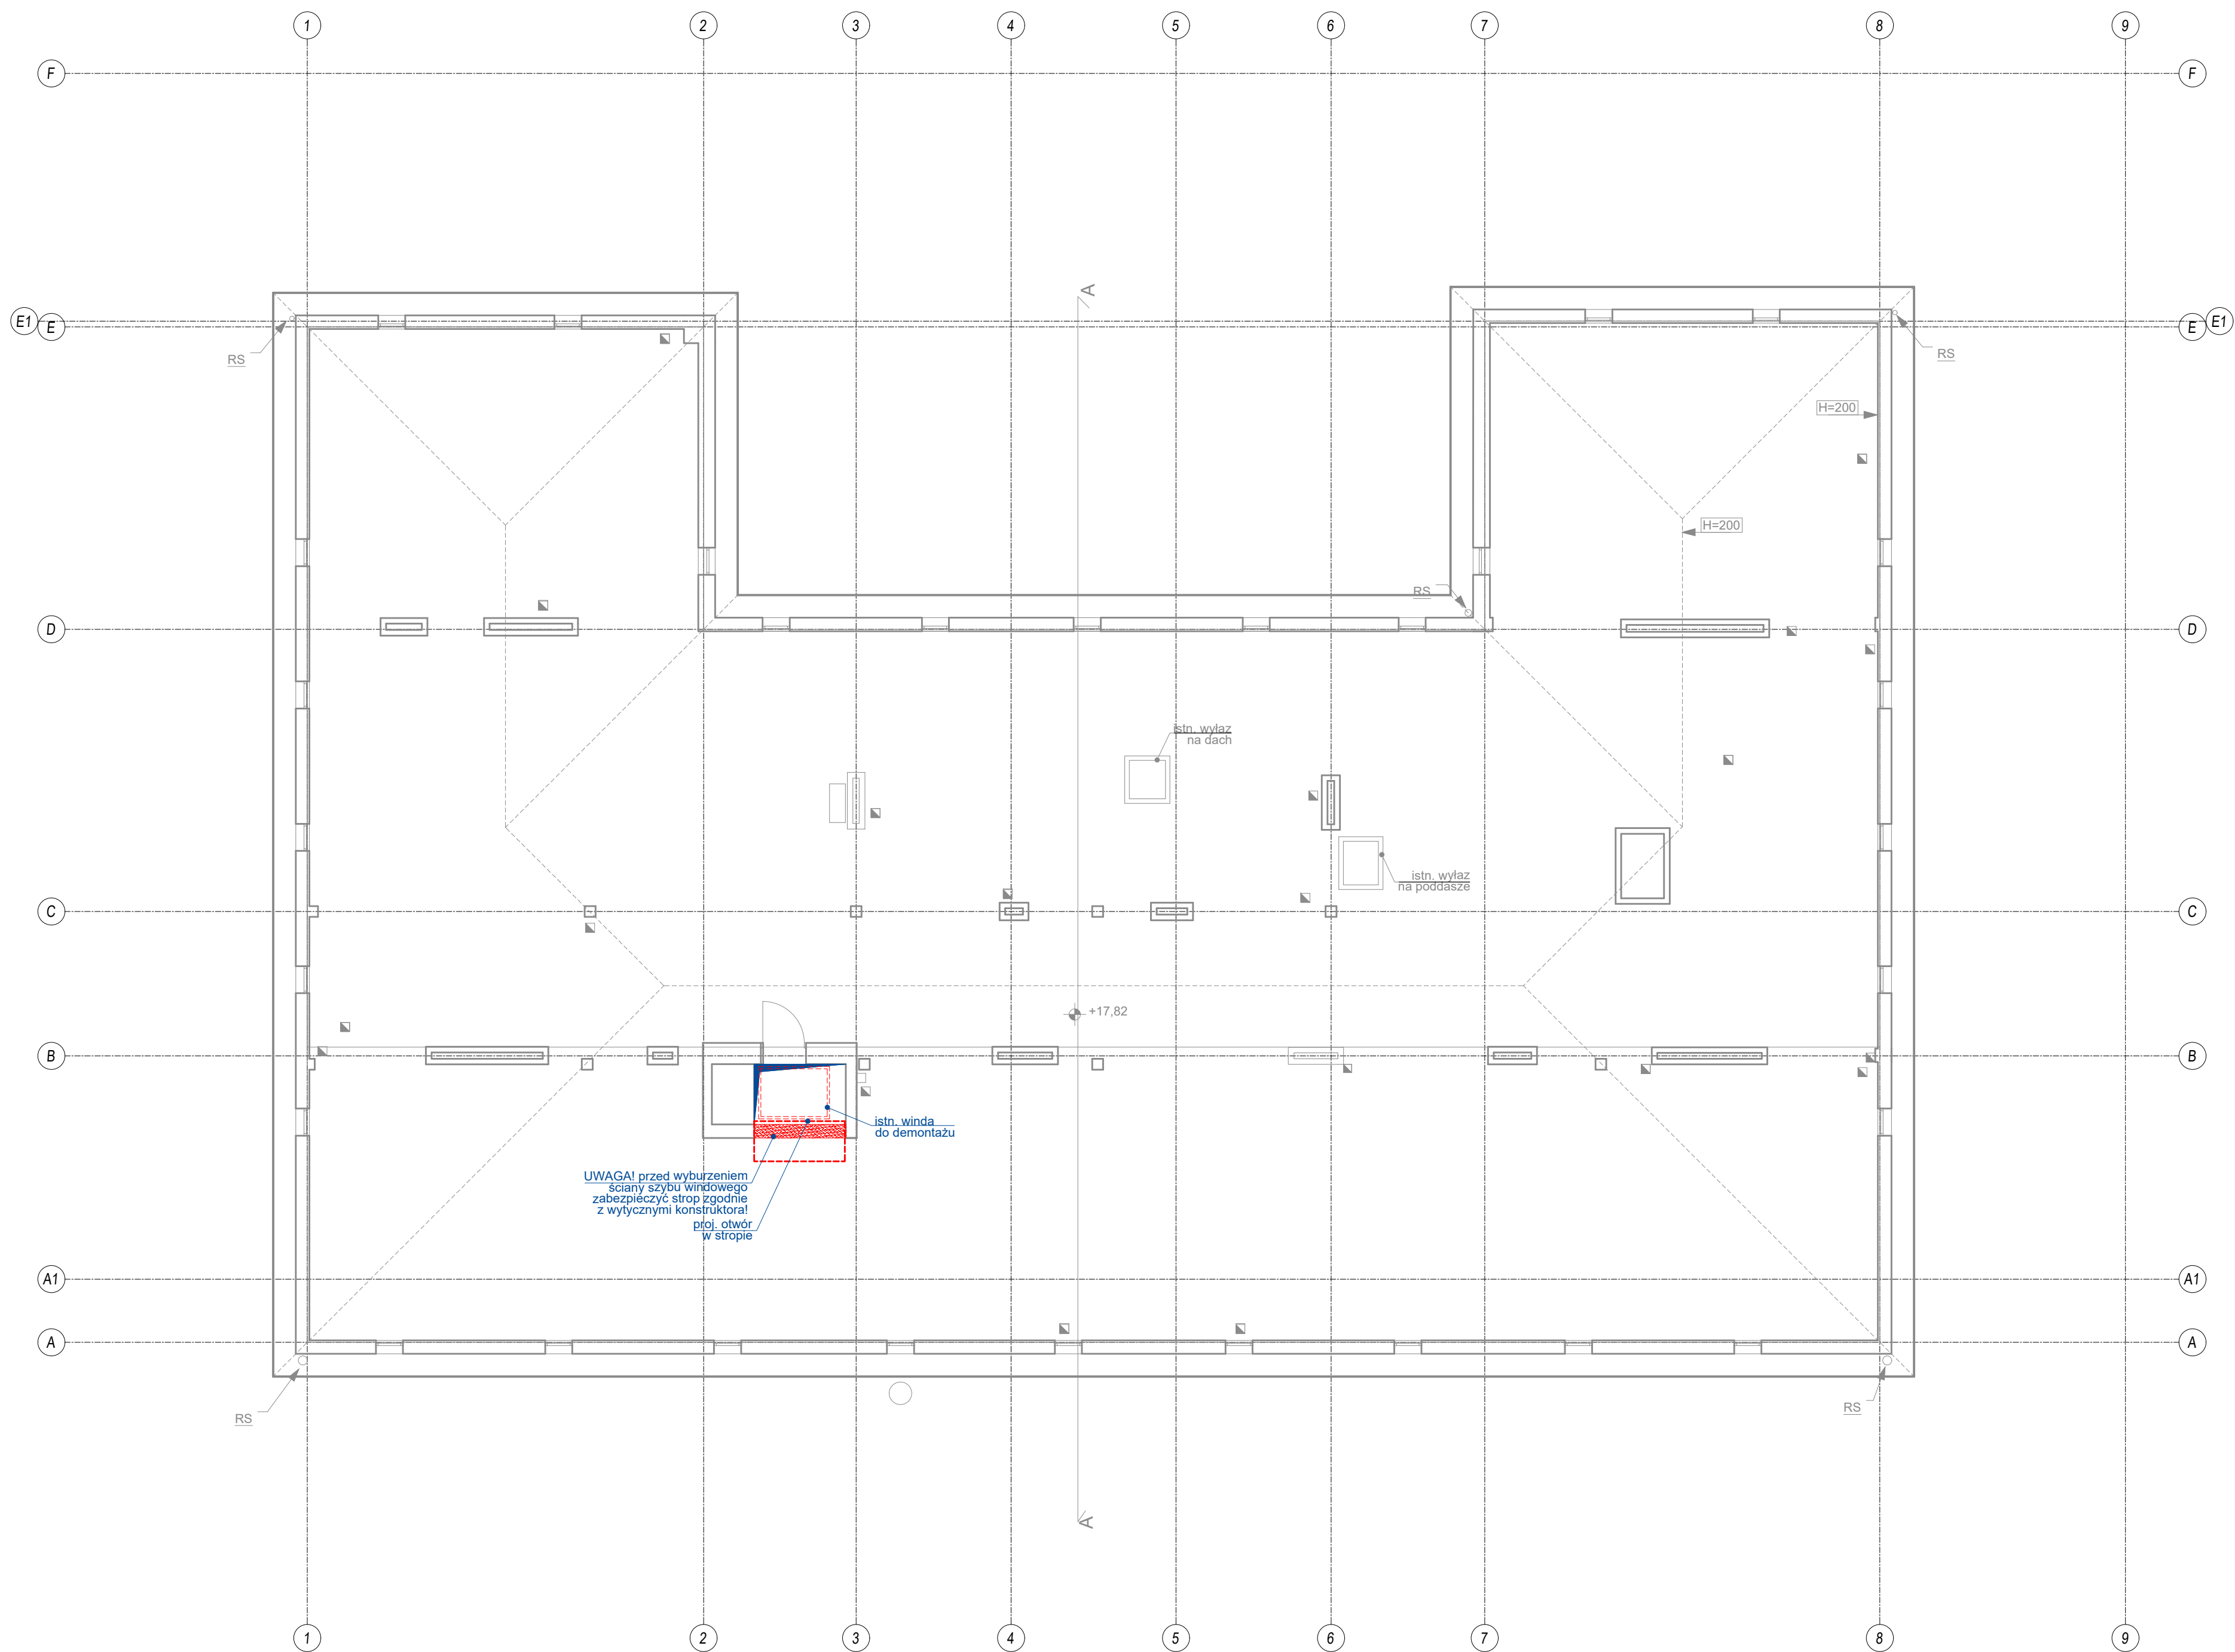 1
2
3
4
5
6
7
8
9
F
F
A
E1
E
E
E1
RS
RS
H=200
H=200
RS
D
D
istn. wyłaz
na dach
istn. wyłaz
na poddasze
C
C
+17,82
B
B
istn. winda
do demontażu
UWAGA! przed wyburzeniem
ściany szybu windowego
zabezpieczyć strop zgodnie
z wytycznymi konstruktora!
proj. otwór
w stropie
A1
A1
A
A
RS
RS
A
1
2
3
4
5
6
7
8
9